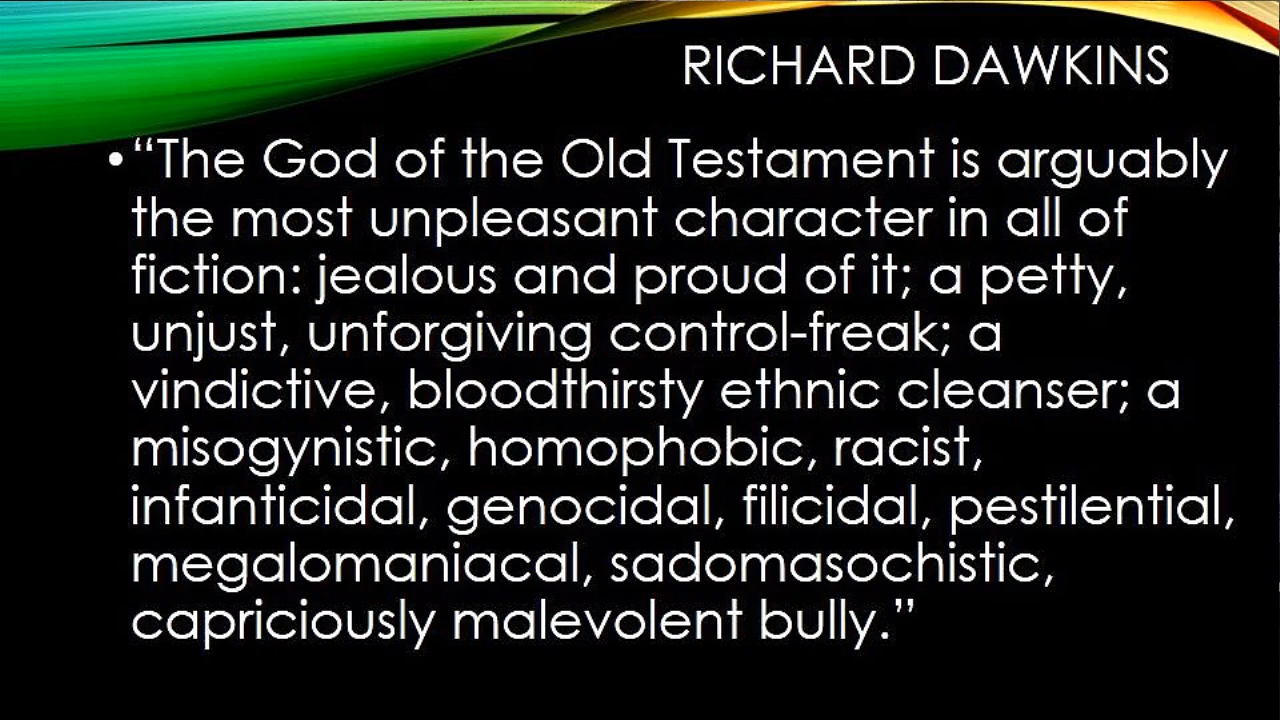 RICHARD DAWKINS
• “The God of the Old Testament is arguably
the most unpleasant character in all of
fiction: jealous and proud of it; a petty,
unjust, unforgiving control-freak; a
vindictive, bloodthirsty ethnic cleanser; a
misogynistic, homophobic, racist,
infanticidal, genocidal, filicidal, pestilential,
megalomaniacal, sadomasochistic,
capriciously malevolent bully.”